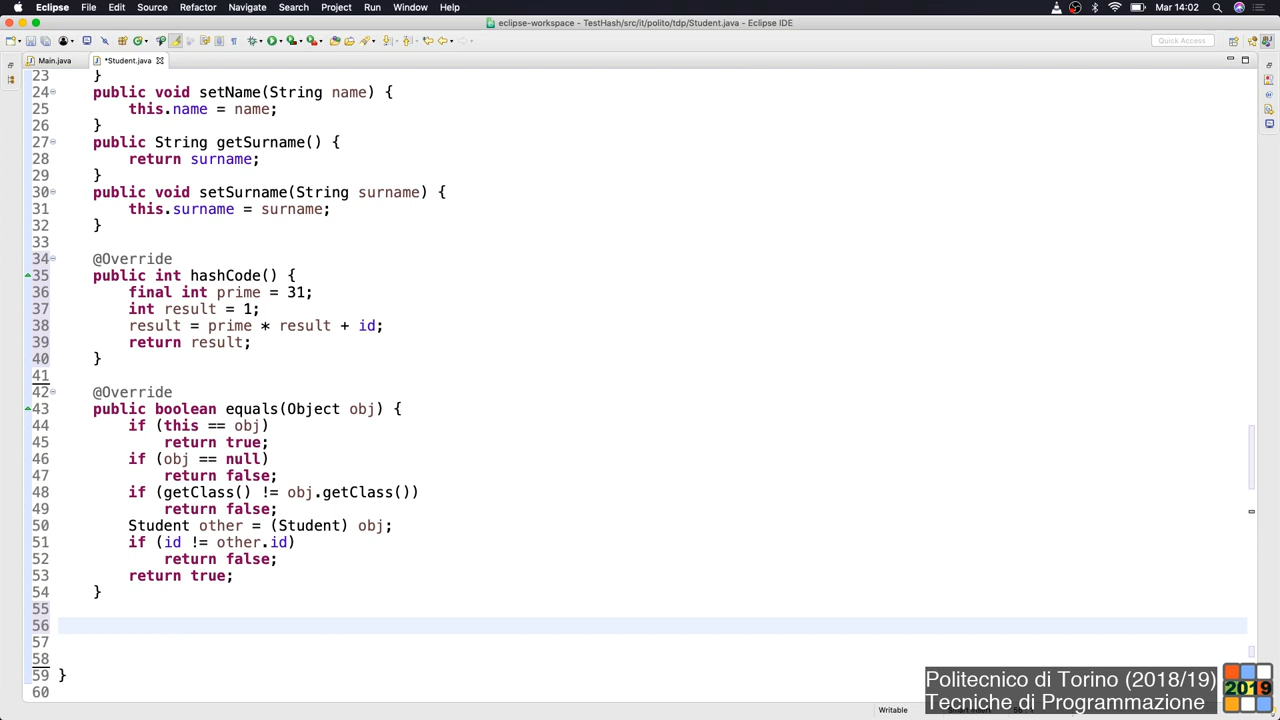 Eclipse File Edit Source Refactor Navigate Search Project Run Window Help Mar 14:02
eclipse-workspace - TestHash/src/it/polito/tdp/Student.java - Eclipse IDE
Quick Access
Main.java *Student.java
23 }
24 public void setName(String name) {
25 this.name = name;
26 }
27 public String getSurname() {
28 return surname;
29 }
30 public void setSurname(String surname) {
31 this.surname = surname;
32 }
33
34 @Override
35 public int hashCode() {
36 final int prime = 31;
37 int result = 1;
38 result = prime * result + id;
39 return result;
40 }
41
42 @Override
43 public boolean equals(Object obj) {
44 if (this == obj)
45 return true;
46 if (obj == null)
47 return false;
48 if (getClass() != obj.getClass())
49 return false;
50 Student other = (Student) obj;
51 if (id != other.id)
52 return false;
53 return true;
54 }
55
56
57
58
59 }
60
Politecnico di Torino (2018/19)
Tecniche di Programmazione
2019
Writable